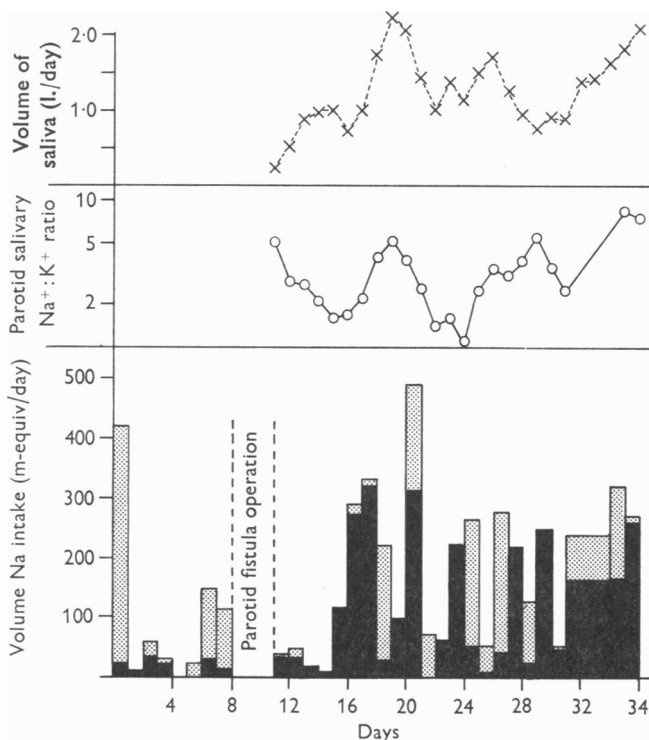 Volume of
saliva (l./day)
2·0
1·0
Parotid salivary
Na+:K+ ratio
10
5
2
Volume Na intake (m-equiv/day)
500
400
300
200
100
Parotid fistula operation
4 8 12 16 20 24 28 32 34
Days